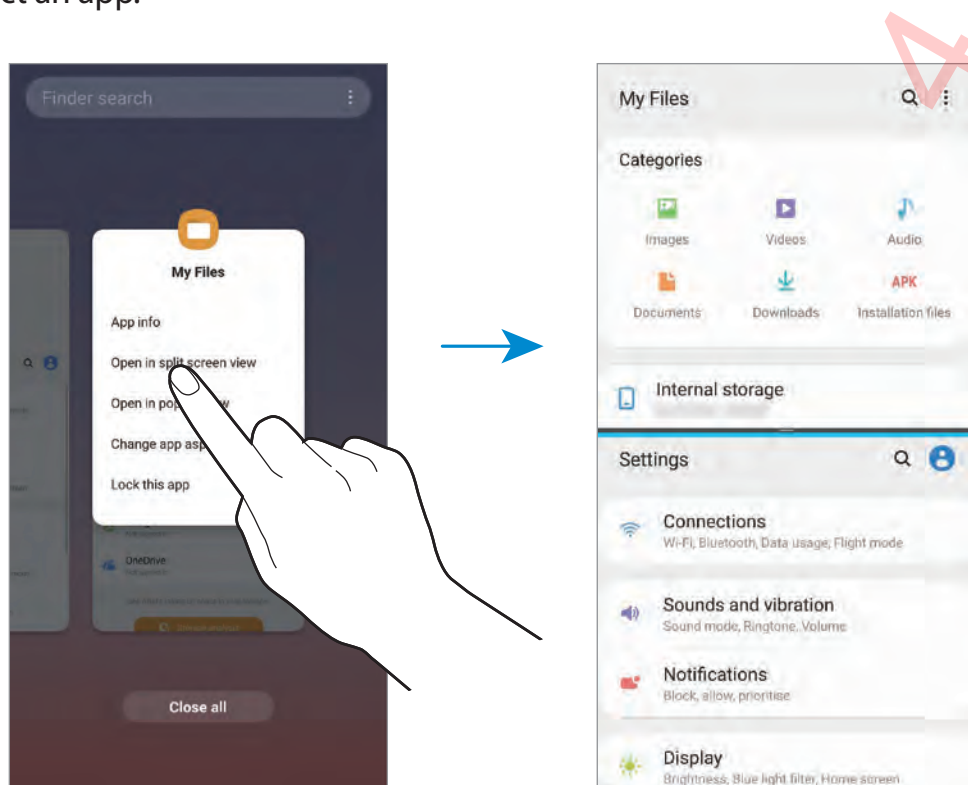 ct an app.
Finder search
My Files
App info
Open in split screen view
Open in pop
w
Change app asp
Lock this app
OneDrive
Close all
My Files
Categories
Images
Videos
Audio
APK
Documents
Downloads
Installation files
Internal storage
Settings
Connections
Wi-Fi, Bluetooth, Data usage, Flight mode
Sounds and vibration
Sound mode, Ringtone, Volume
Notifications
Block, allow, prioritise
Display
Brightness, Blue light filter, Home screen